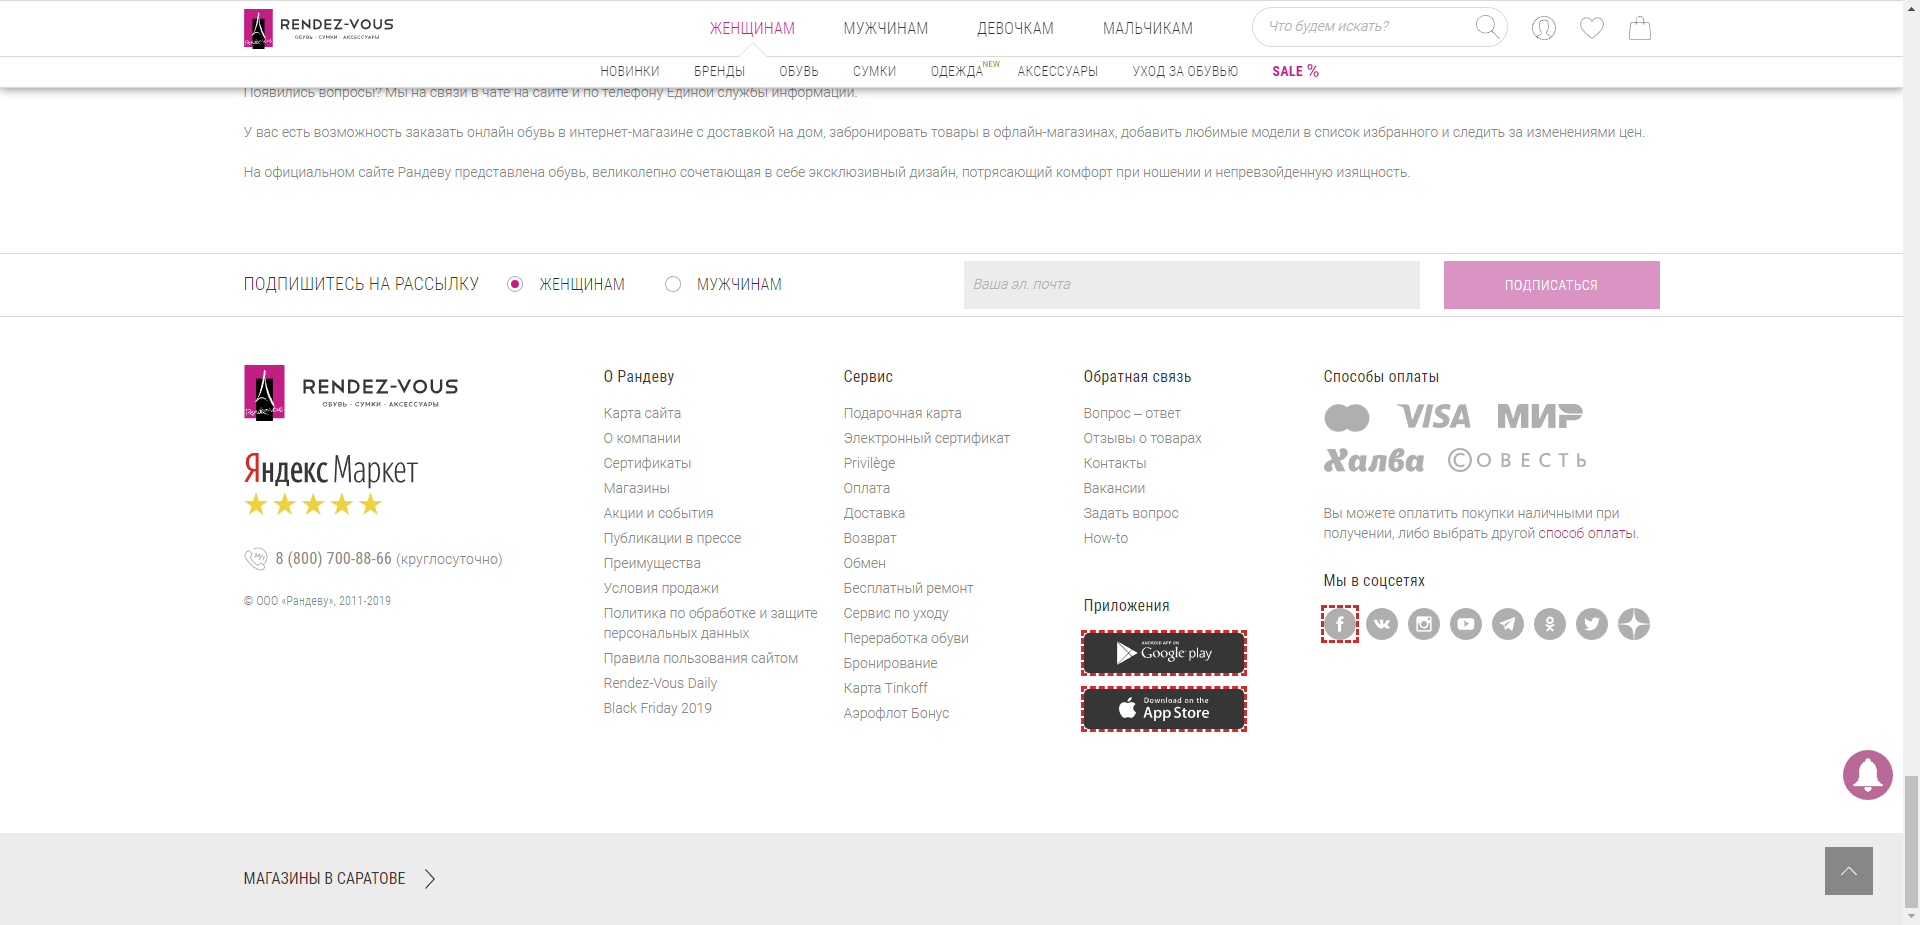 RENDEZ-VOUS
ОБУВЬ · СУМКИ · АКСЕССУАРЫ
ЖЕНЩИНАМ МУЖЧИНАМ ДЕВОЧКАМ МАЛЬЧИКАМ
Что будем искать?
НОВИНКИ БРЕНДЫ ОБУВЬ СУМКИ ОДЕЖДА NEW АКСЕССУАРЫ УХОД ЗА ОБУВЬЮ SALE %
Появились вопросы? Мы на связи в чате на сайте и по телефону Единой службы информации.
У вас есть возможность заказать онлайн обувь в интернет-магазине с доставкой на дом, забронировать товары в офлайн-магазинах, добавить любимые модели в список избранного и следить за изменениями цен.
На официальном сайте Рандеву представлена обувь, великолепно сочетающая в себе эксклюзивный дизайн, потрясающий комфорт при ношении и непревзойденную изящность.
ПОДПИШИТЕСЬ НА РАССЫЛКУ ЖЕНЩИНАМ МУЖЧИНАМ
Ваша эл. почта
ПОДПИСАТЬСЯ
Rendez-vous
RENDEZ-VOUS
ОБУВЬ · СУМКИ · АКСЕССУАРЫ
Яндекс Маркет
24/7
8 (800) 700-88-66 (круглосуточно)
© ООО «Рандеву», 2011-2019
О Рандеву
Карта сайта
О компании
Сертификаты
Магазины
Акции и события
Публикации в прессе
Преимущества
Условия продажи
Политика по обработке и защите
персональных данных
Правила пользования сайтом
Rendez-Vous Daily
Black Friday 2019
Сервис
Подарочная карта
Электронный сертификат
Privilège
Оплата
Доставка
Возврат
Обмен
Бесплатный ремонт
Сервис по уходу
Переработка обуви
Бронирование
Карта Tinkoff
Аэрофлот Бонус
Обратная связь
Вопрос – ответ
Отзывы о товарах
Контакты
Вакансии
Задать вопрос
How-to
Приложения
ANDROID APP ON
Google play
Download on the
App Store
Способы оплаты
VISA МИР
Халва СОВЕСТЬ
Вы можете оплатить покупки наличными при
получении, либо выбрать другой способ оплаты.
Мы в соцсетях
МАГАЗИНЫ В САРАТОВЕ